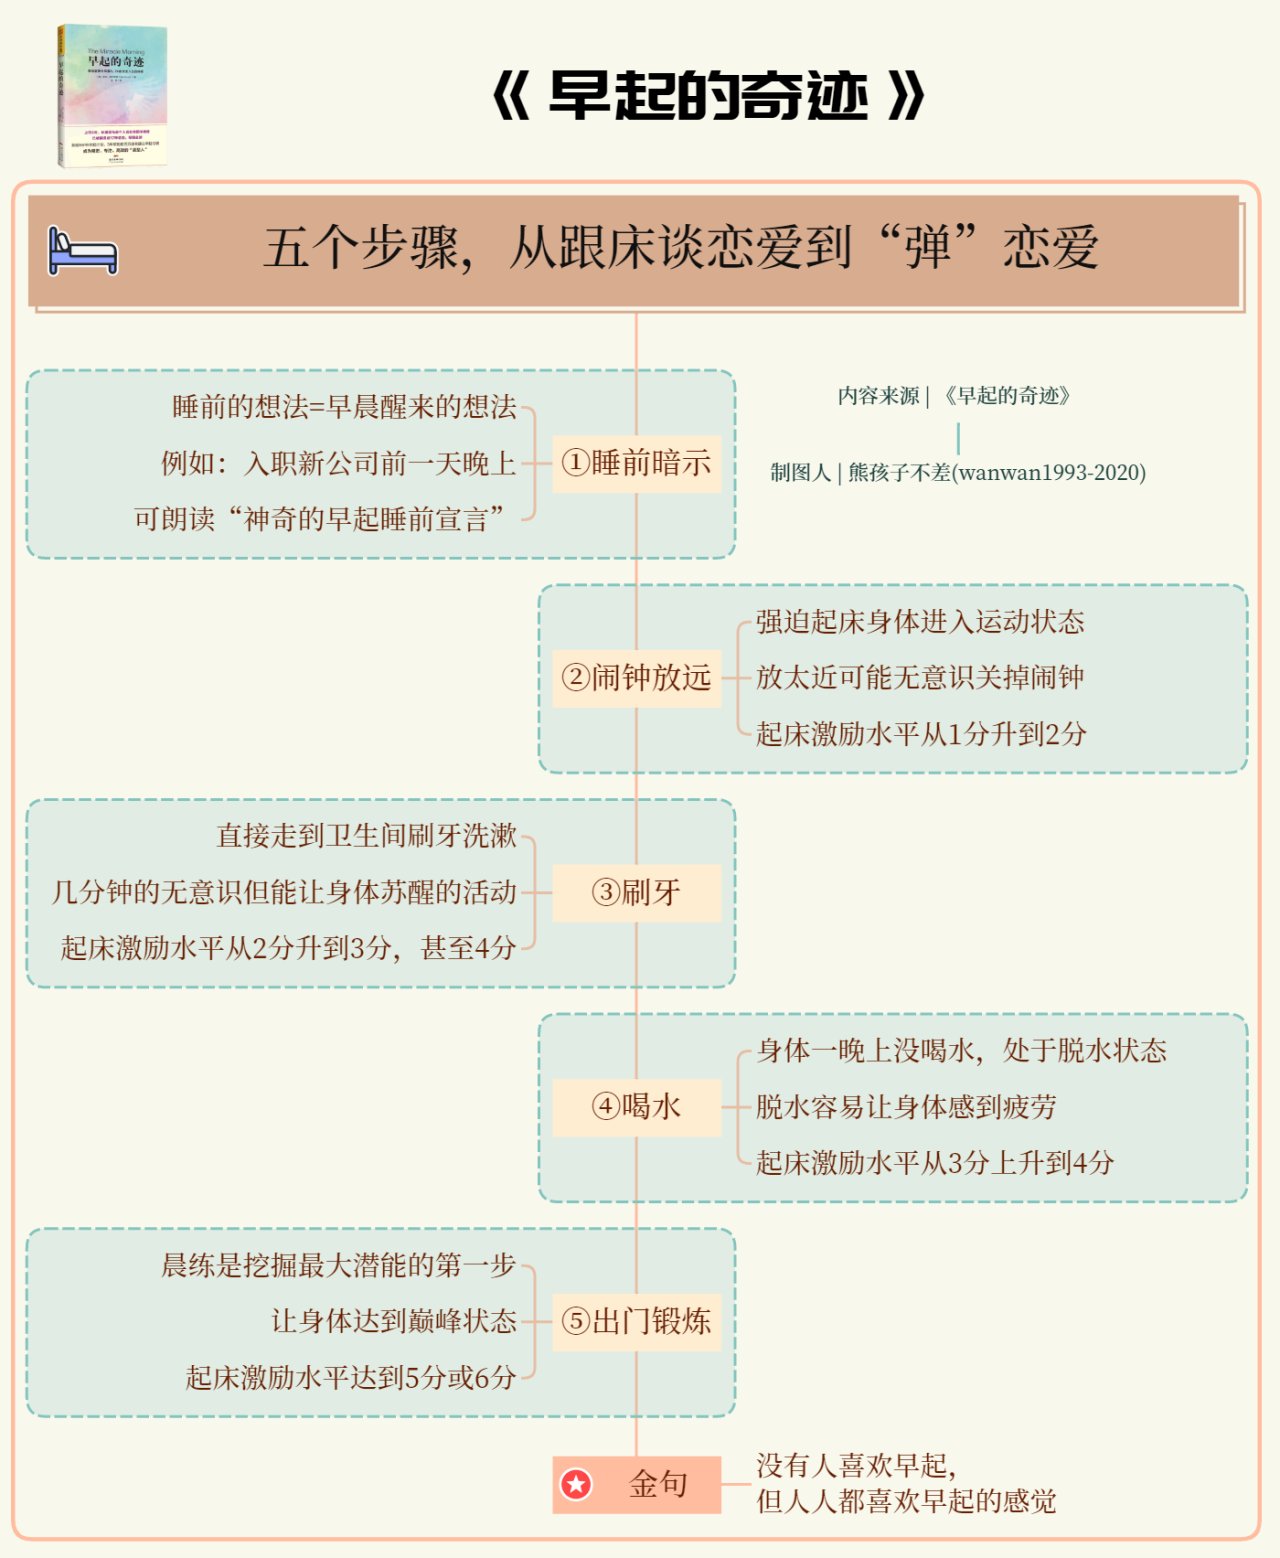 The Miracle Morning
早起的奇迹
早起的奇迹
《早起的奇迹》
五个步骤，从跟床谈恋爱到“弹”恋爱
内容来源 | 《早起的奇迹》
制图人 | 熊孩子不差(wanwan1993-2020)
①睡前暗示
睡前的想法=早晨醒来的想法
例如：入职新公司前一天晚上
可朗读“神奇的早起睡前宣言”
②闹钟放远
强迫起床身体进入运动状态
放太近可能无意识关掉闹钟
起床激励水平从1分升到2分
③刷牙
直接走到卫生间刷牙洗漱
几分钟的无意识但能让身体苏醒的活动
起床激励水平从2分升到3分，甚至4分
④喝水
身体一晚上没喝水，处于脱水状态
脱水容易让身体感到疲劳
起床激励水平从3分上升到4分
⑤出门锻炼
晨练是挖掘最大潜能的第一步
让身体达到巅峰状态
起床激励水平达到5分或6分
金句
没有人喜欢早起，
但人人都喜欢早起的感觉